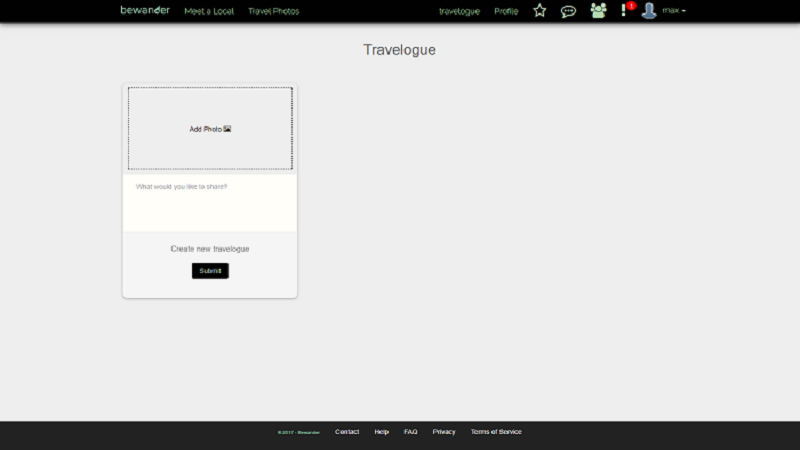 bewander Meet a Local Travel Photos travelogue Profile 1 max
Travelogue
Add Photo
What would you like to share?
Create new travelogue
Submit
© 2017 - Bewander Contact Help FAQ Privacy Terms of Service